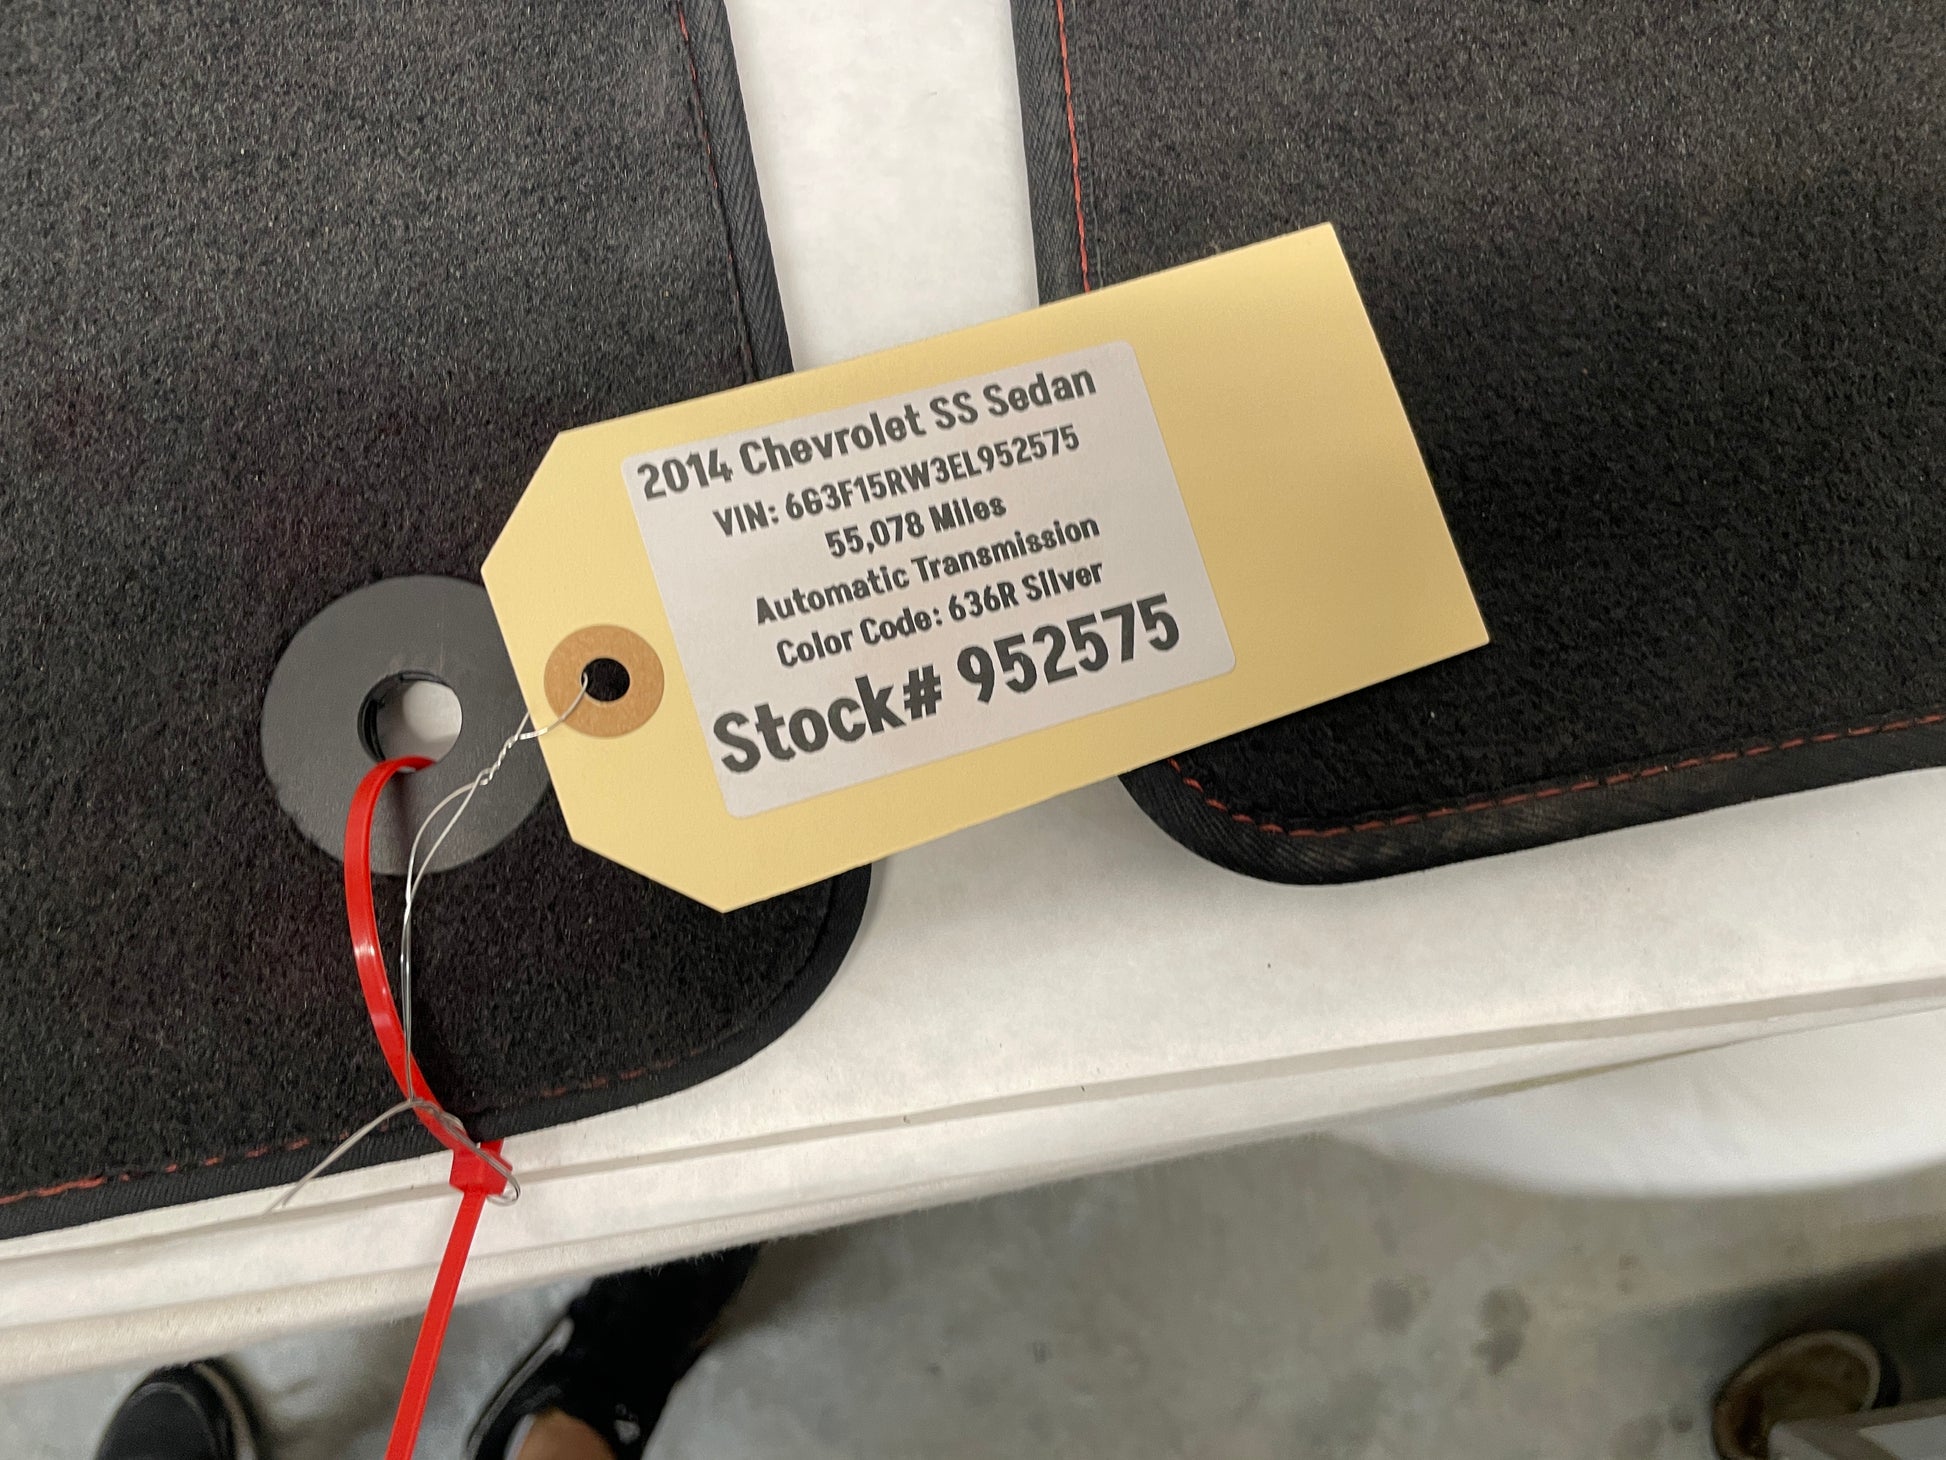 2014 Chevrolet SS Sedan
VIN: 6G3F15RW3EL952575
55,078 Miles
Automatic Transmission
Color Code: 636R Silver
Stock# 952575